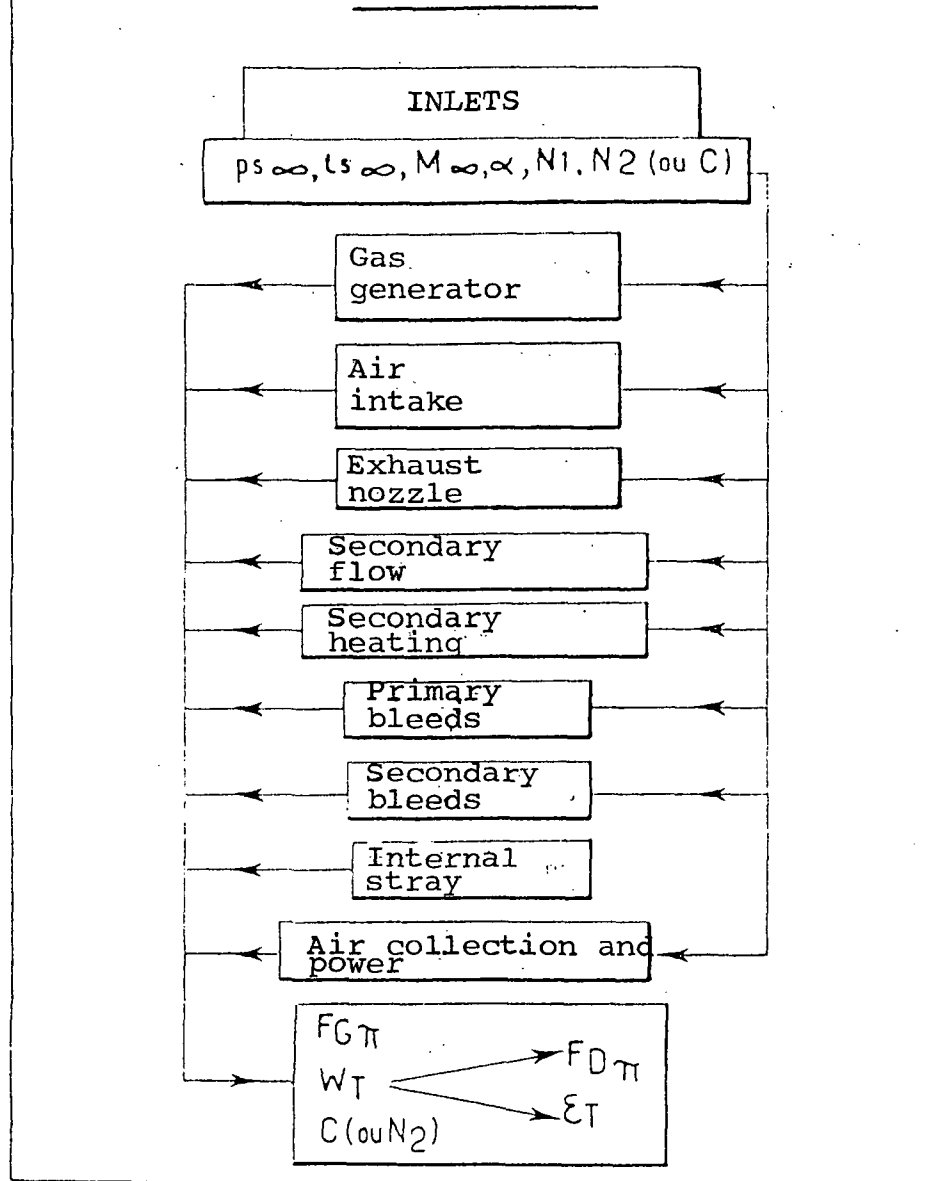 INLETS
ps∞, ts∞, M∞, α, N1, N2 (ou C)
Gas
generator
Air
intake
Exhaust
nozzle
Secondary
flow
Secondary
heating
Primary
bleeds
Secondary
bleeds
Internal
stray
Air collection and
power
FGπ
WT
C (ou N2)
FDπ
ƐT